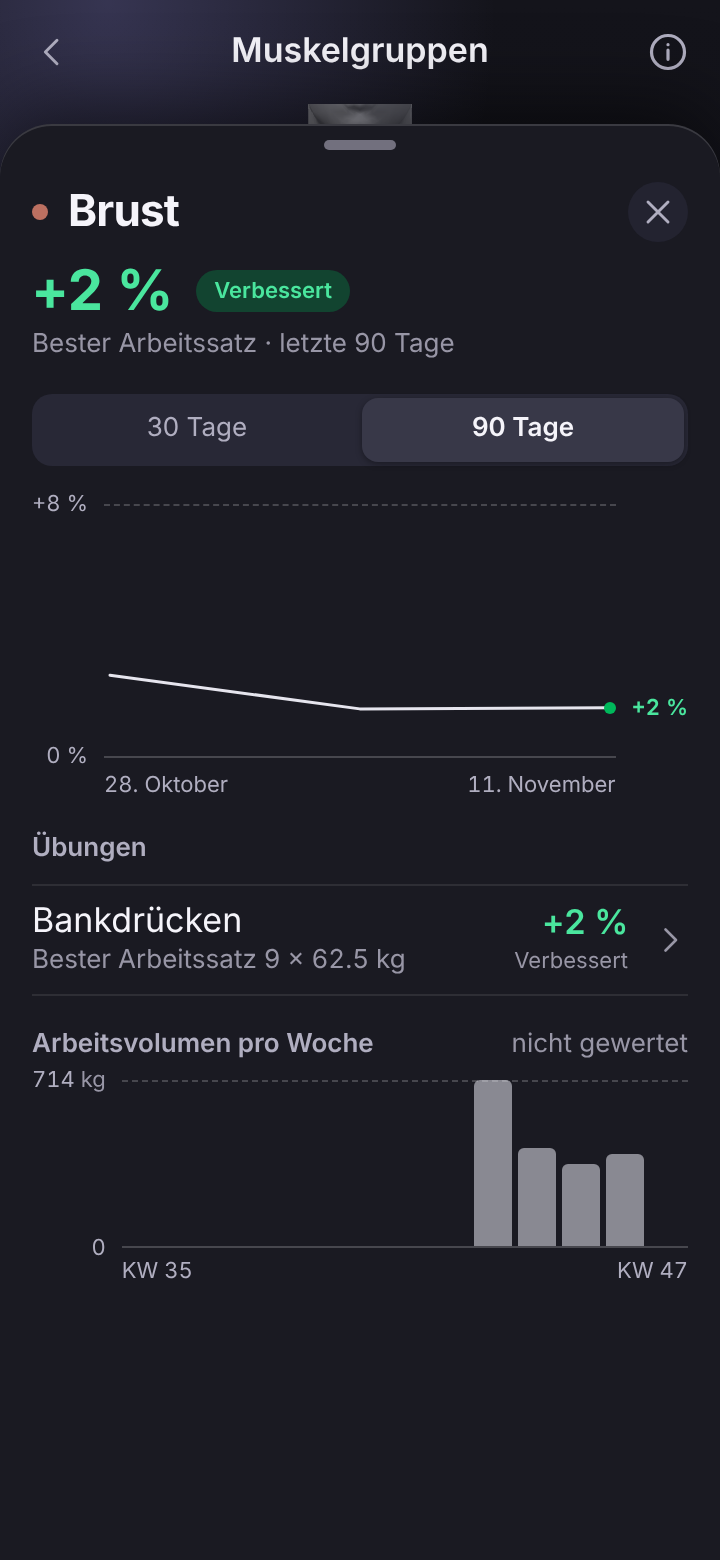 Muskelgruppen
Brust
+2 % Verbessert
Bester Arbeitssatz · letzte 90 Tage
30 Tage 90 Tage
+8 %
+2 %
0 %
28. Oktober 11. November
Übungen
Bankdrücken +2 %
Bester Arbeitssatz 9 × 62.5 kg Verbessert
Arbeitsvolumen pro Woche nicht gewertet
714 kg
0
KW 35 KW 47